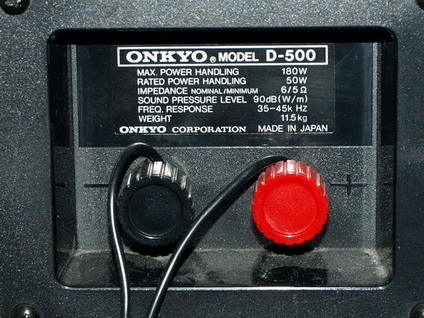 ONKYO® MODEL D-500
MAX. POWER HANDLING 180W
RATED POWER HANDLING 50W
IMPEDANCE NOMINAL/MINIMUM 6/5Ω
SOUND PRESSURE LEVEL 90dB(W/m)
FREQ. RESPONSE 35-45k Hz
WEIGHT 11.5kg
ONKYO CORPORATION MADE IN JAPAN
- +